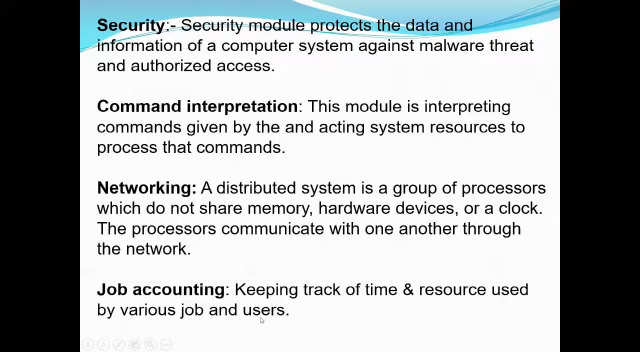 Security:- Security module protects the data and
information of a computer system against malware threat
and authorized access.
Command interpretation: This module is interpreting
commands given by the and acting system resources to
process that commands.
Networking: A distributed system is a group of processors
which do not share memory, hardware devices, or a clock.
The processors communicate with one another through
the network.
Job accounting: Keeping track of time & resource used
by various job and users.